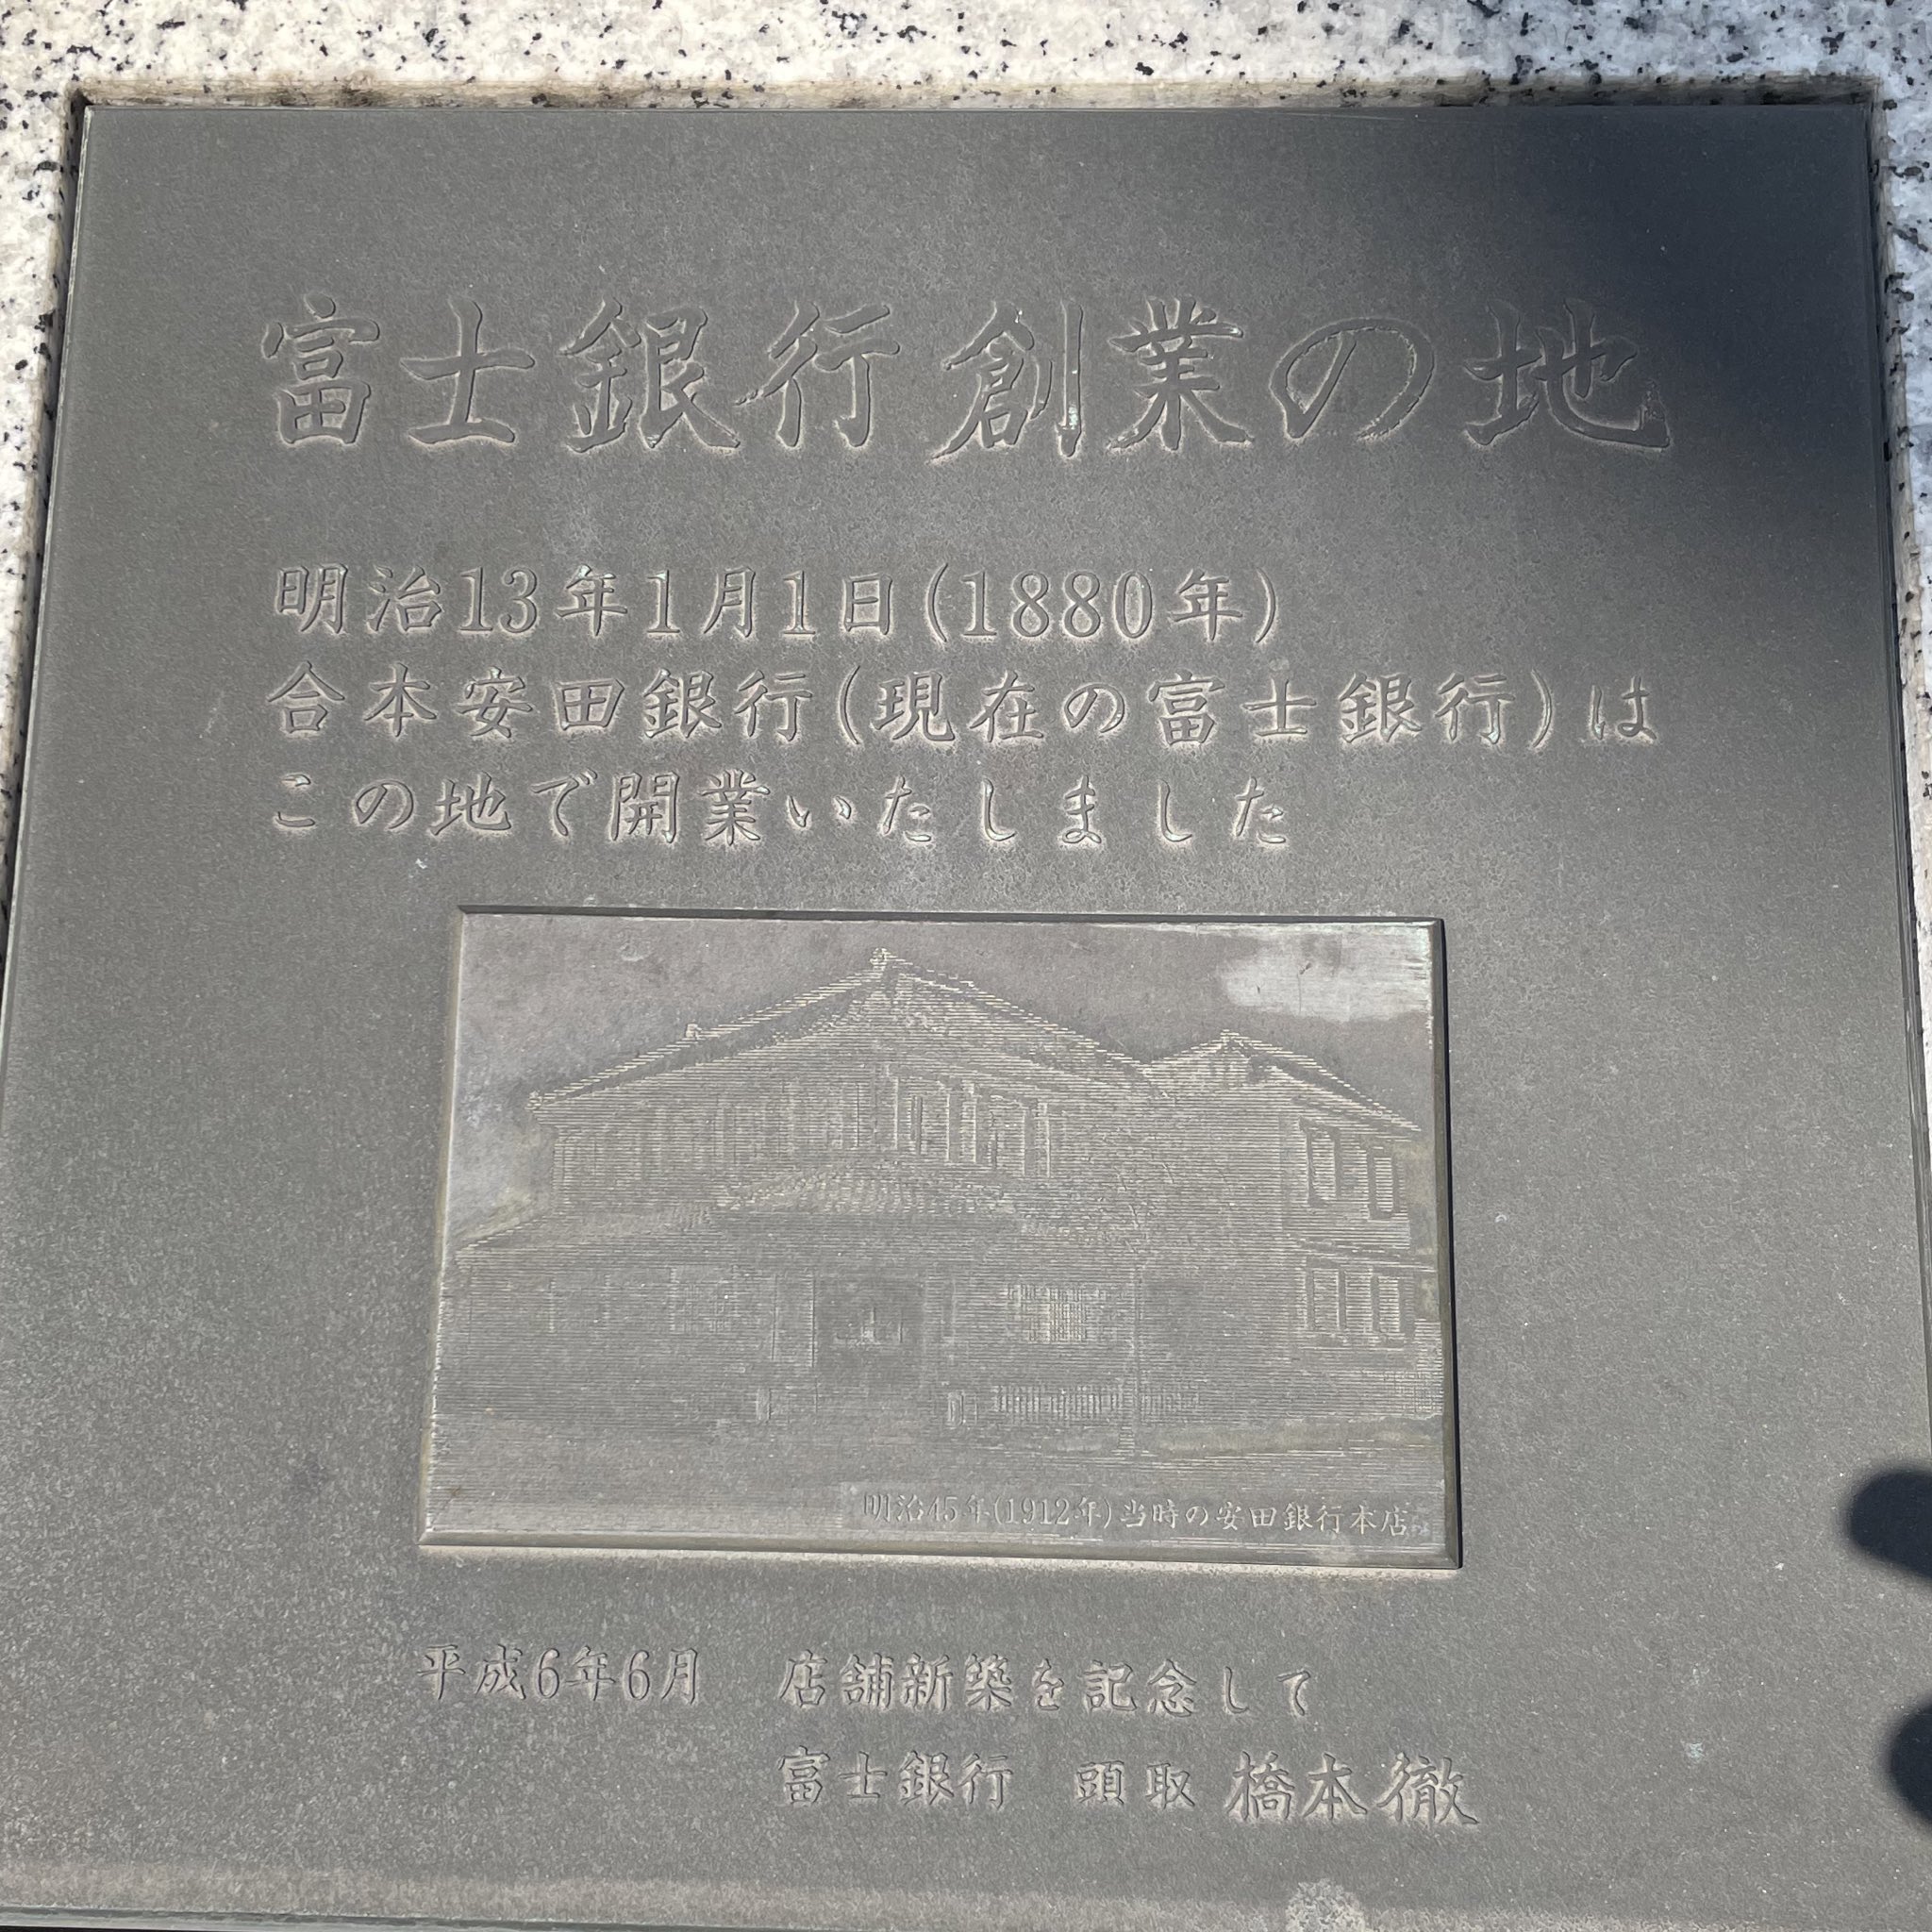 富士銀行創業の地
明治13年1月1日(1880年)
合本安田銀行(現在の富士銀行)は
この地で開業いたしました
明治45年(1912年)当時の安田銀行本店
平成6年6月 店舗新築を記念して
富士銀行 頭取 橋本徹